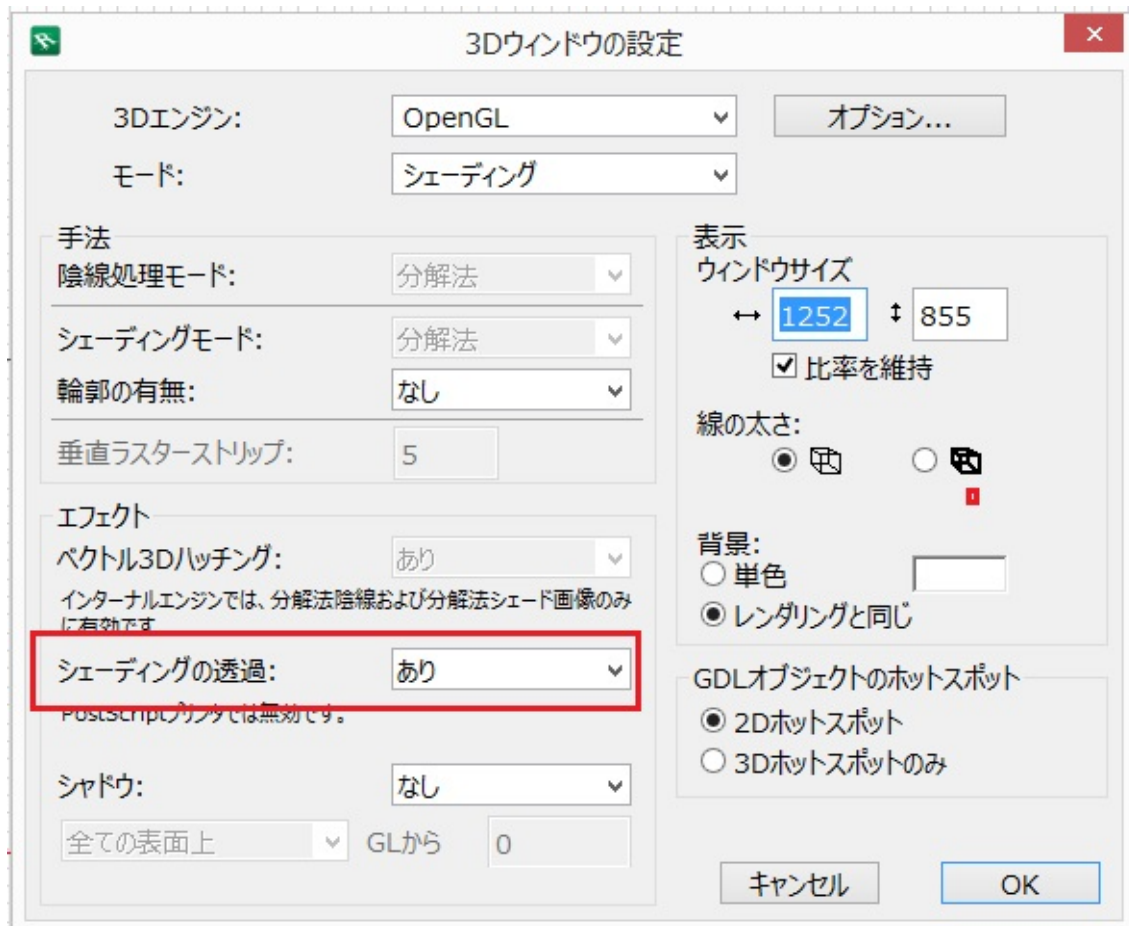 3Dウィンドウの設定
3Dエンジン: OpenGL オプション...
モード: シェーディング
手法
陰線処理モード: 分解法
シェーディングモード: 分解法
輪郭の有無: なし
垂直ラスターストリップ: 5
エフェクト
ベクトル3Dハッチング: あり
インターナルエンジンでは、分解法陰線および分解法シェード画像のみ
に有効です
シェーディングの透過: あり
PostScriptプリンタでは無効です。
シャドウ: なし
全ての表面上 GLから 0
表示
ウィンドウサイズ
1252 855
比率を維持
線の太さ:
背景:
単色
レンダリングと同じ
GDLオブジェクトのホットスポット
2Dホットスポット
3Dホットスポットのみ
キャンセル OK